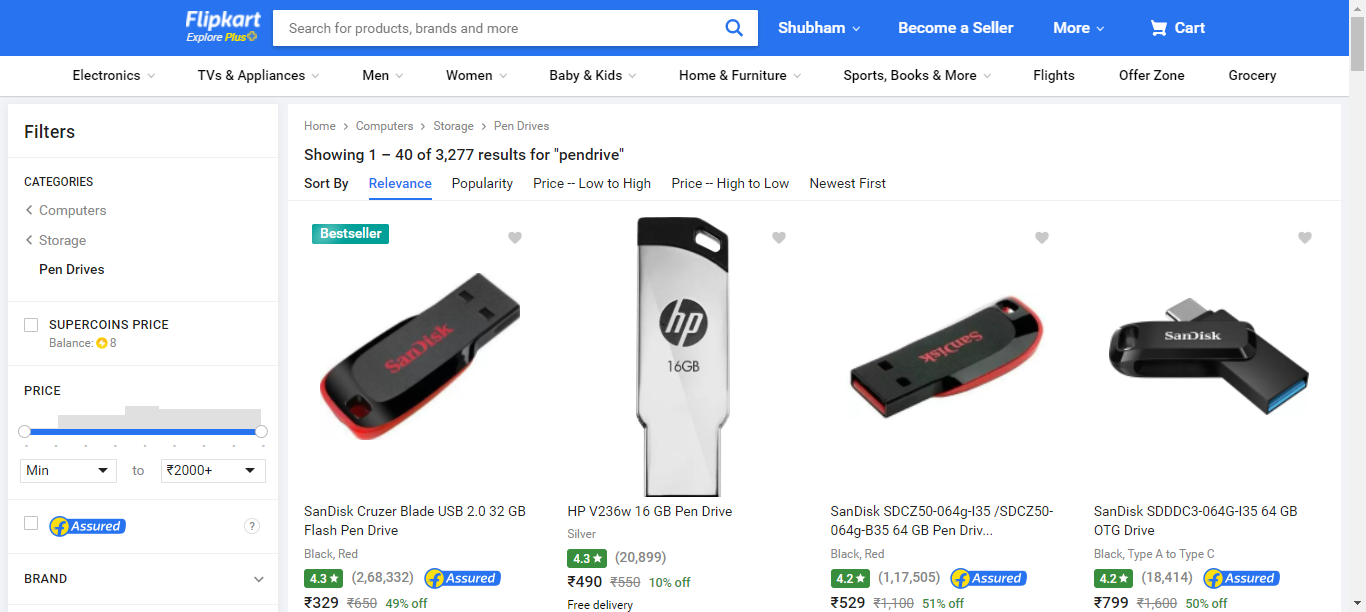 Flipkart
Explore Plus
Search for products, brands and more
Shubham
Become a Seller
More
Cart
Electronics
TVs & Appliances
Men
Women
Baby & Kids
Home & Furniture
Sports, Books & More
Flights
Offer Zone
Grocery
Filters
CATEGORIES
Computers
Storage
Pen Drives
SUPERCOINS PRICE
Balance: 8
PRICE
Min to ₹2000+
Assured ?
BRAND
Home > Computers > Storage > Pen Drives
Showing 1 – 40 of 3,277 results for "pendrive"
Sort By Relevance Popularity Price -- Low to High Price -- High to Low Newest First
Bestseller
SanDisk
SanDisk Cruzer Blade USB 2.0 32 GB
Flash Pen Drive
Black, Red
4.3★ (2,68,332) Assured
₹329 ₹650 49% off
hp
16GB
HP V236w 16 GB Pen Drive
Silver
4.3★ (20,899)
₹490 ₹550 10% off
Free delivery
SanDisk
SanDisk SDCZ50-064g-I35 /SDCZ50-
064g-B35 64 GB Pen Driv...
Black, Red
4.2★ (1,17,505) Assured
₹529 ₹1,100 51% off
SanDisk
SanDisk SDDDC3-064G-I35 64 GB
OTG Drive
Black, Type A to Type C
4.2★ (18,414) Assured
₹799 ₹1,600 50% off